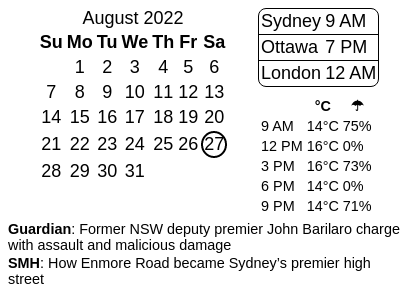 August 2022
Su Mo Tu We Th Fr Sa
1 2 3 4 5 6
7 8 9 10 11 12 13
14 15 16 17 18 19 20
21 22 23 24 25 26 27
28 29 30 31
Sydney 9 AM
Ottawa 7 PM
London 12 AM
°C ☂
9 AM 14°C 75%
12 PM 16°C 0%
3 PM 16°C 73%
6 PM 14°C 0%
9 PM 14°C 71%
Guardian: Former NSW deputy premier John Barilaro charge
with assault and malicious damage
SMH: How Enmore Road became Sydney’s premier high
street